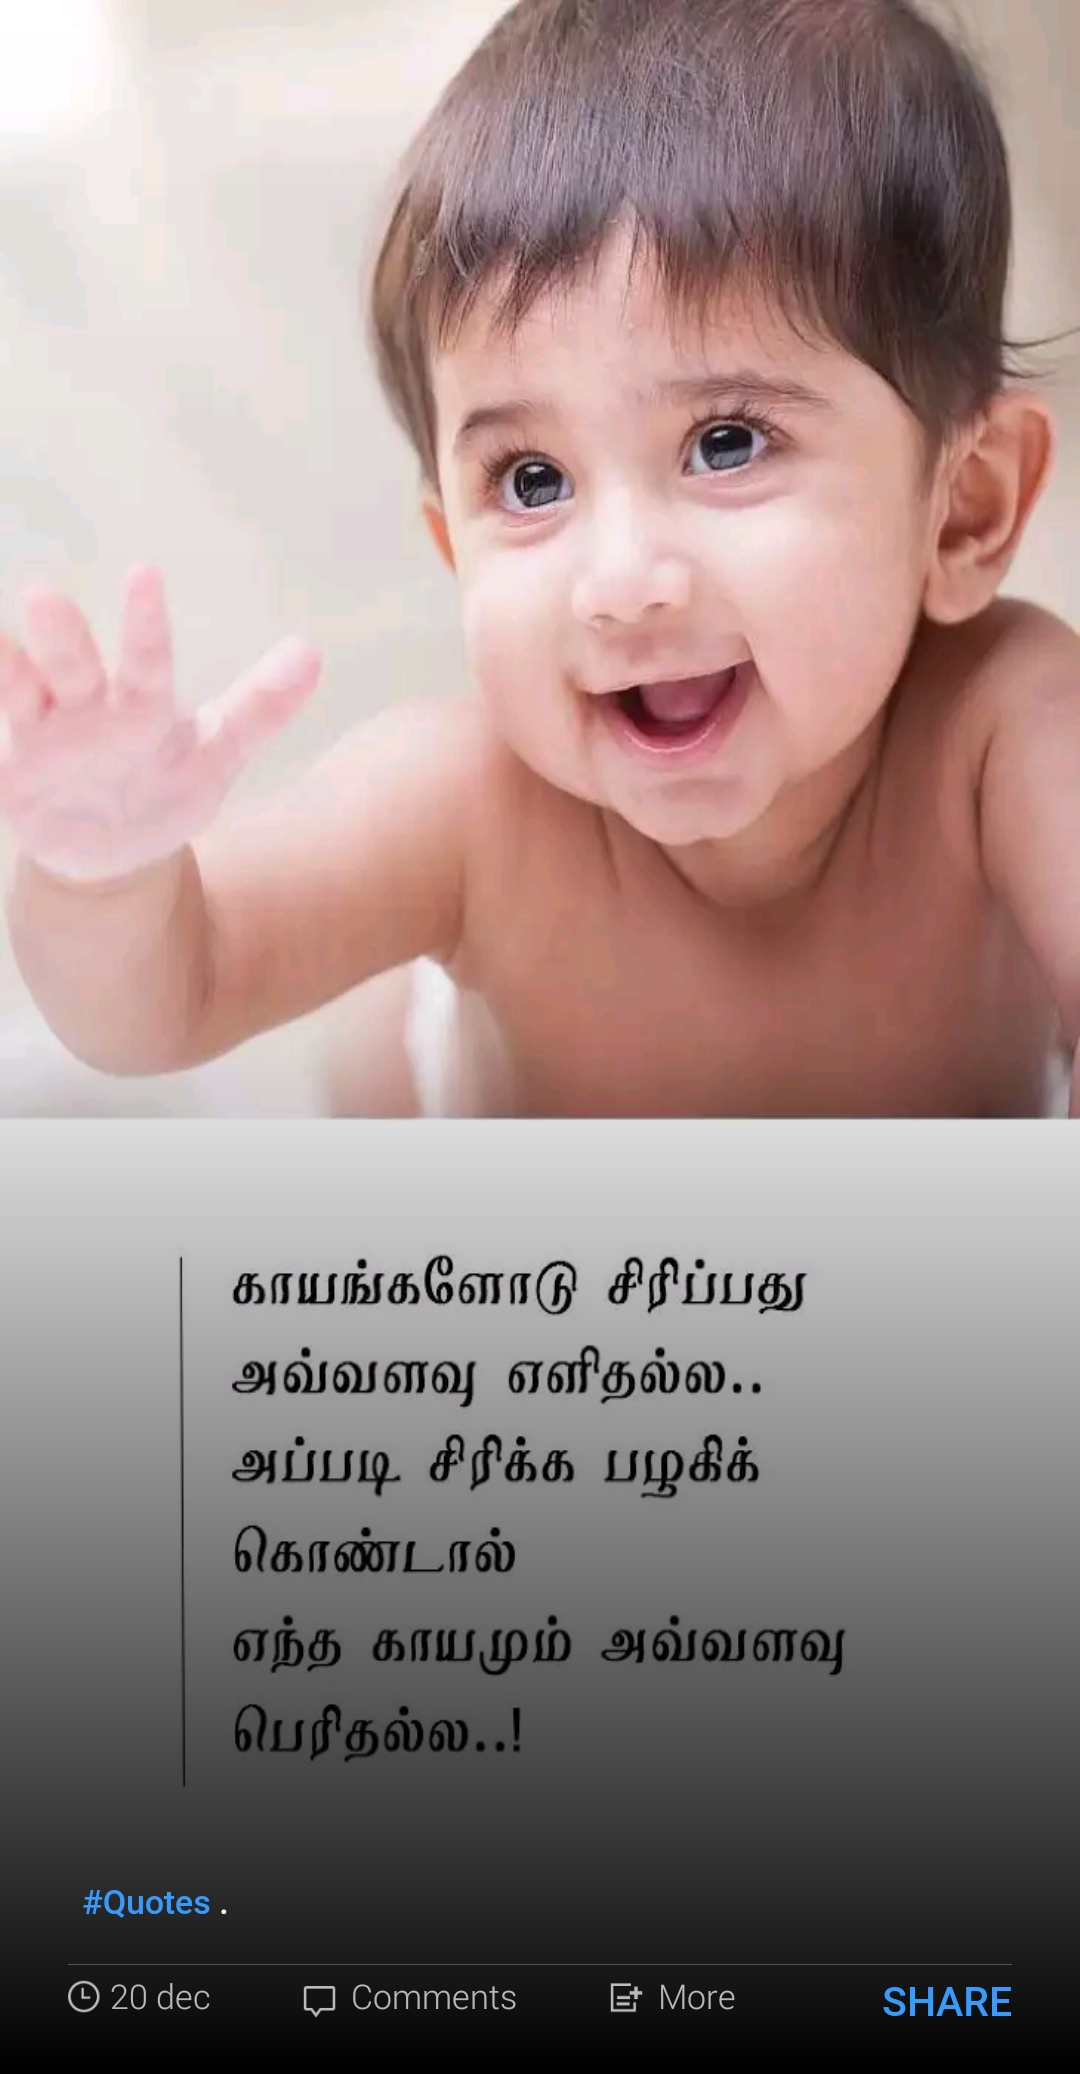 காயங்களோடு சிரிப்பது
அவ்வளவு எளிதல்ல..
அப்படி சிரிக்க பழகிக்
கொண்டால்
எந்த காயமும் அவ்வளவு
பெரிதல்ல..!
#Quotes .
20 dec Comments More SHARE